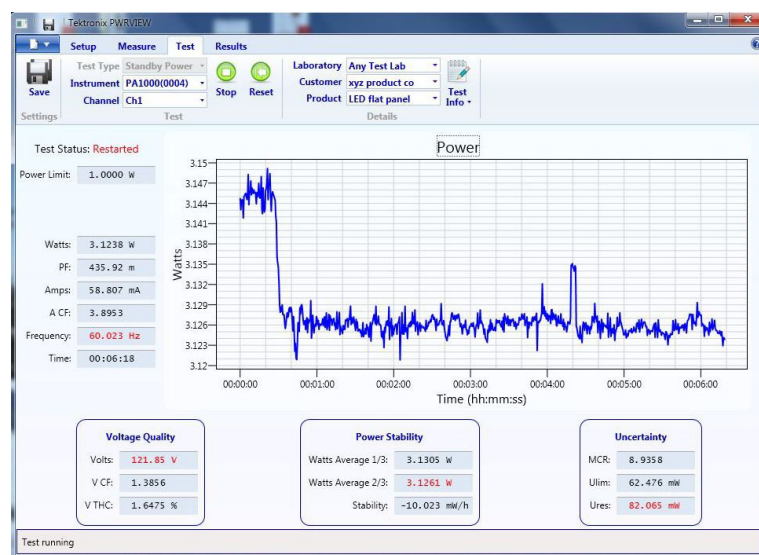 Tektronix PWRVIEW
Setup Measure Test Results
Save
Settings
Test Type Standby Power
Instrument PA1000(0004)
Channel Ch1
Stop
Reset
Test
Laboratory Any Test Lab
Customer xyz product co
Product LED flat panel
Test
Info
Details
Test Status: Restarted
Power Limit: 1.0000 W
Watts: 3.1238 W
PF: 435.92 m
Amps: 58.807 mA
A CF: 3.8953
Frequency: 60.023 Hz
Time: 00:06:18
Power
3.15
3.147
3.144
3.141
3.138
3.135
3.132
3.129
3.126
3.123
3.12
Watts
00:00:00 00:01:00 00:02:00 00:03:00 00:04:00 00:05:00 00:06:00
Time (hh:mm:ss)
Voltage Quality
Volts: 121.85 V
V CF: 1.3856
V THC: 1.6475 %
Power Stability
Watts Average 1/3: 3.1305 W
Watts Average 2/3: 3.1261 W
Stability: -10.023 mW/h
Uncertainty
MCR: 8.9358
Ulim: 62.476 mW
Ures: 82.065 mW
Test running